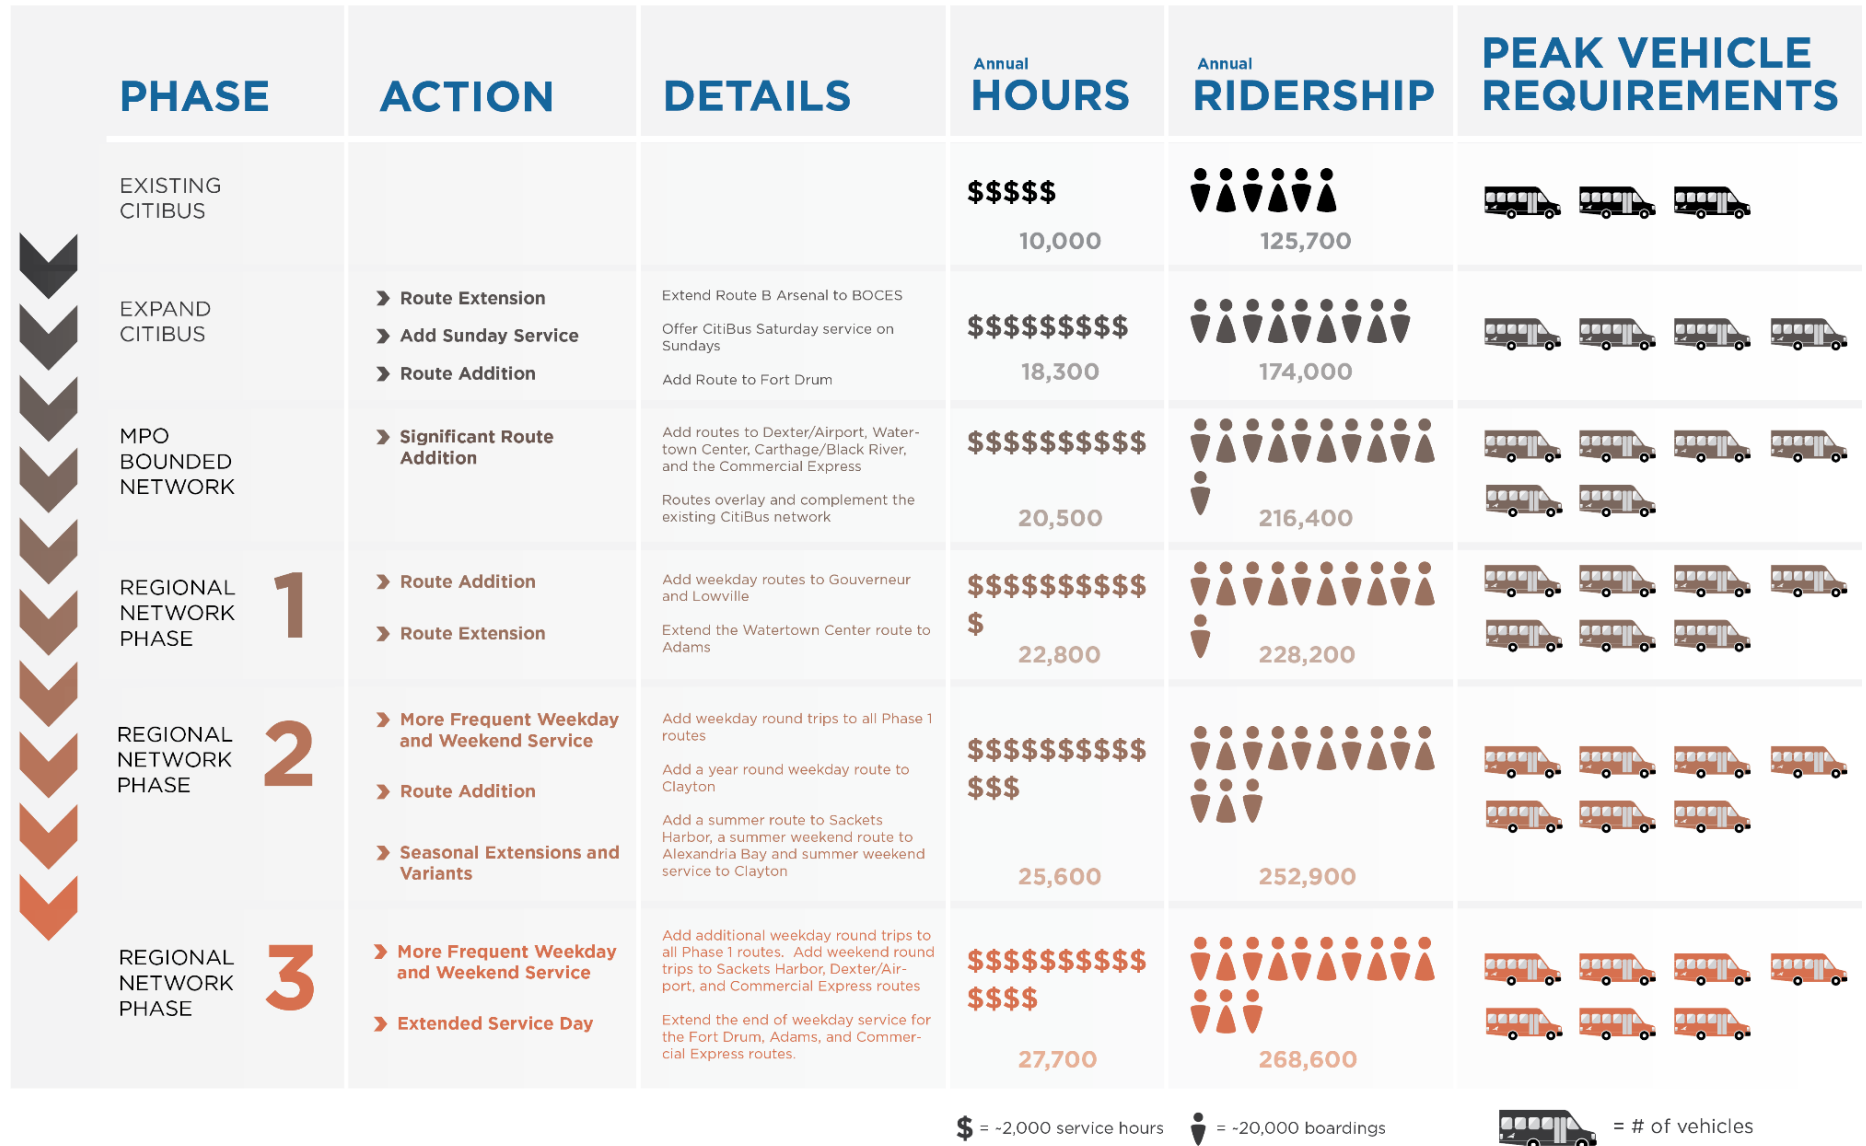 PHASE
ACTION
DETAILS
Annual
HOURS
Annual
RIDERSHIP
PEAK VEHICLE
REQUIREMENTS
EXISTING
CITIBUS
$$$$$
10,000
125,700
EXPAND
CITIBUS
Route Extension
Add Sunday Service
Route Addition
Extend Route B Arsenal to BOCES
Offer CitiBus Saturday service on
Sundays
Add Route to Fort Drum
$$$$$$$$$
18,300
174,000
MPO
BOUNDED
NETWORK
Significant Route
Addition
Add routes to Dexter/Airport, Water-
town Center, Carthage/Black River,
and the Commercial Express
Routes overlay and complement the
existing CitiBus network
$$$$$$$$$$
20,500
216,400
REGIONAL
NETWORK
PHASE
1
Route Addition
Route Extension
Add weekday routes to Gouverneur
and Lowville
Extend the Watertown Center route to
Adams
$$$$$$$$$$
$
22,800
228,200
REGIONAL
NETWORK
PHASE
2
More Frequent Weekday
and Weekend Service
Route Addition
Seasonal Extensions and
Variants
Add weekday round trips to all Phase 1
routes
Add a year round weekday route to
Clayton
Add a summer route to Sackets
Harbor, a summer weekend route to
Alexandria Bay and summer weekend
service to Clayton
$$$$$$$$$$
$$$
25,600
252,900
REGIONAL
NETWORK
PHASE
3
More Frequent Weekday
and Weekend Service
Extended Service Day
Add additional weekday round trips to
all Phase 1 routes. Add weekend round
trips to Sackets Harbor, Dexter/Air-
port, and Commercial Express routes
Extend the end of weekday service for
the Fort Drum, Adams, and Commer-
cial Express routes.
$$$$$$$$$$
$$$$
27,700
268,600
$ = ~2,000 service hours
= ~20,000 boardings
= # of vehicles